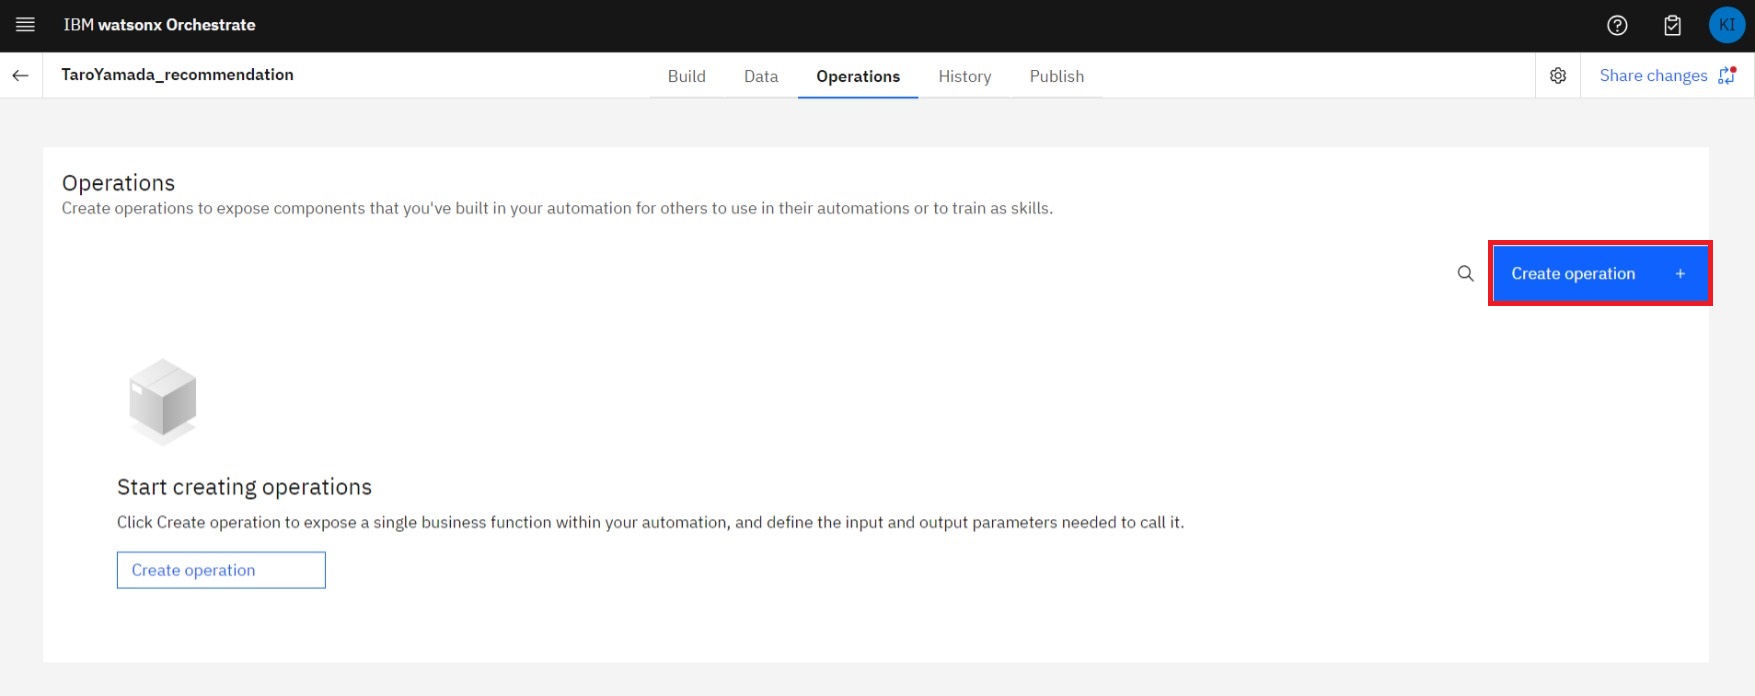 IBM watsonx Orchestrate
KI
TaroYamada_recommendation
Build
Data
Operations
History
Publish
Share changes
Operations
Create operations to expose components that you've built in your automation for others to use in their automations or to train as skills.
Create operation +
Start creating operations
Click Create operation to expose a single business function within your automation, and define the input and output parameters needed to call it.
Create operation